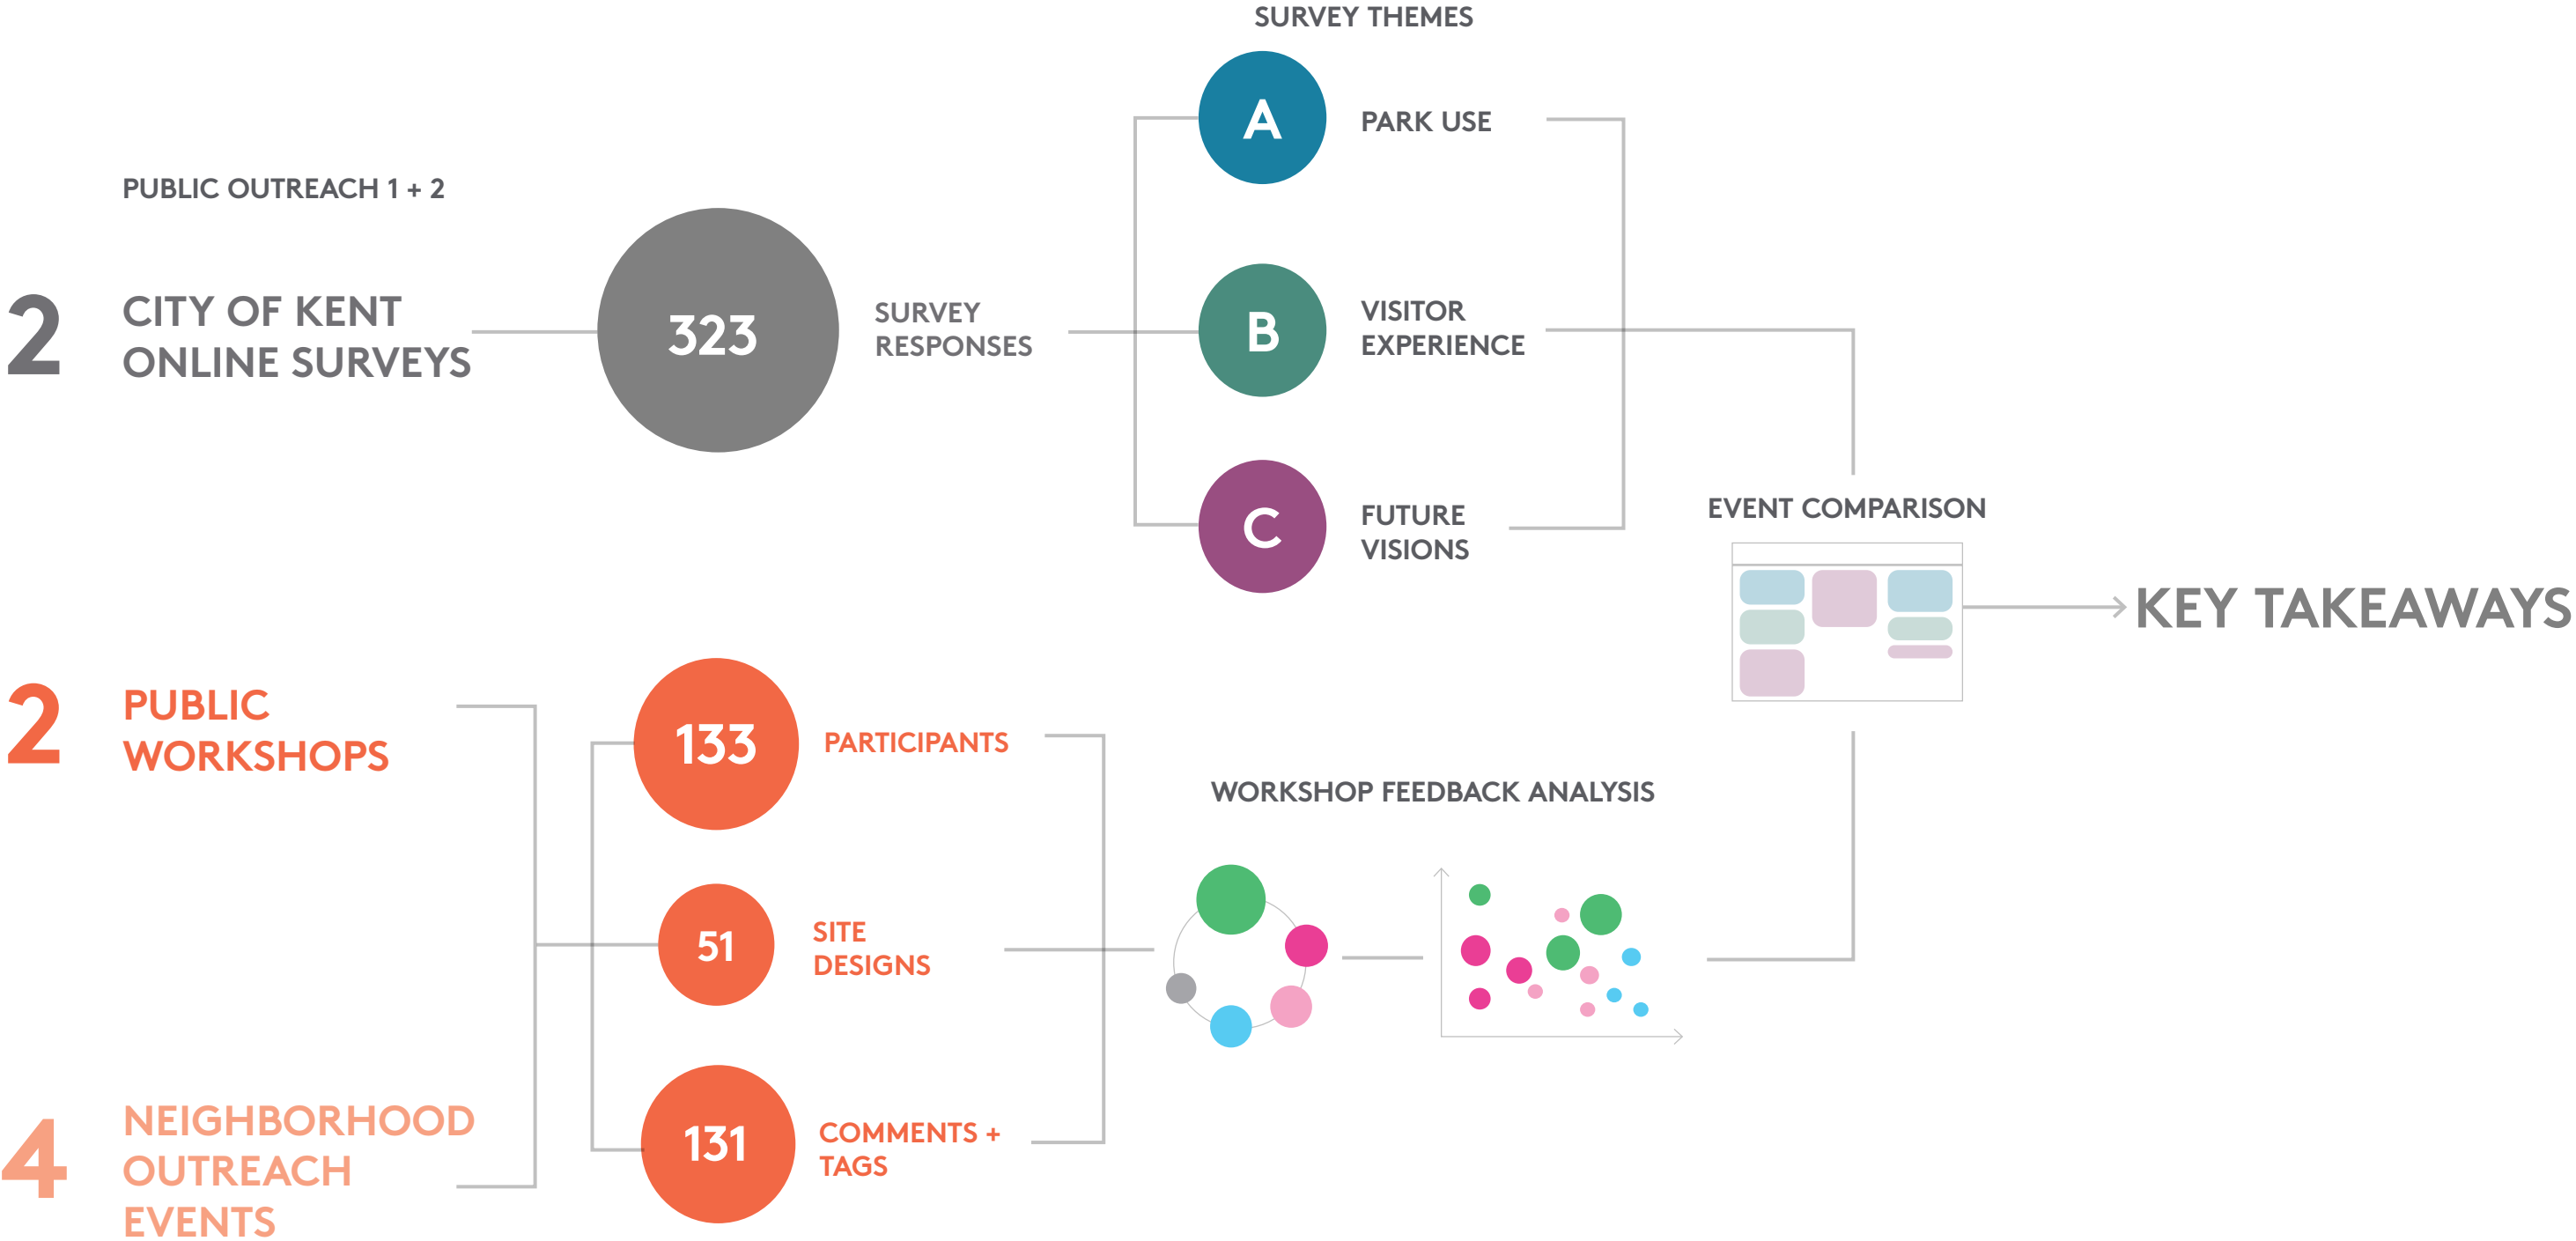 SURVEY THEMES
A
PARK USE
PUBLIC OUTREACH 1 + 2
2
CITY OF KENT
ONLINE SURVEYS
323
SURVEY
RESPONSES
B
VISITOR
EXPERIENCE
C
FUTURE
VISIONS
EVENT COMPARISON
KEY TAKEAWAYS
2
PUBLIC
WORKSHOPS
133
PARTICIPANTS
WORKSHOP FEEDBACK ANALYSIS
51
SITE
DESIGNS
4
NEIGHBORHOOD
OUTREACH
EVENTS
131
COMMENTS +
TAGS